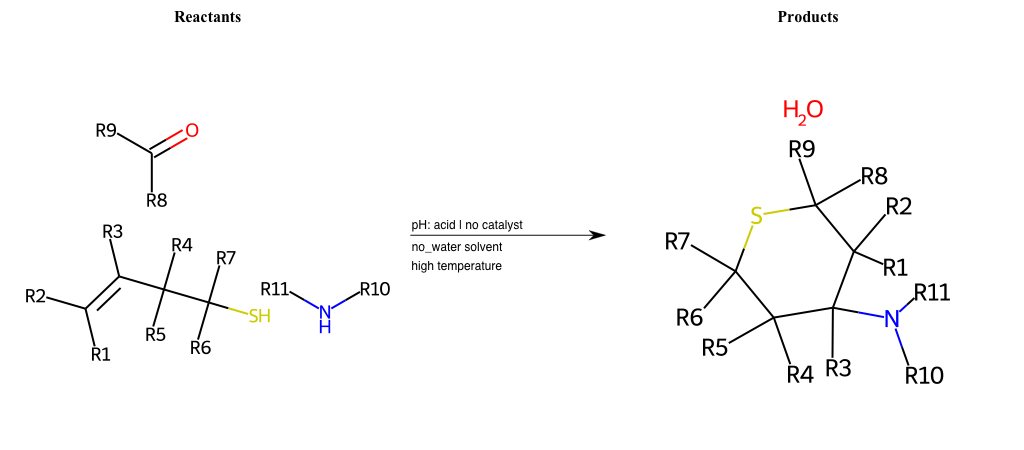 Reactants
Products
R9
O
R8
R3
R4
R7
R2
SH
R1
R5
R6
R11
R10
N
H
pH: acid | no catalyst
no_water solvent
high temperature
H2O
R9
R8
S
R2
R7
R1
R11
R6
N
R5
R4
R3
R10